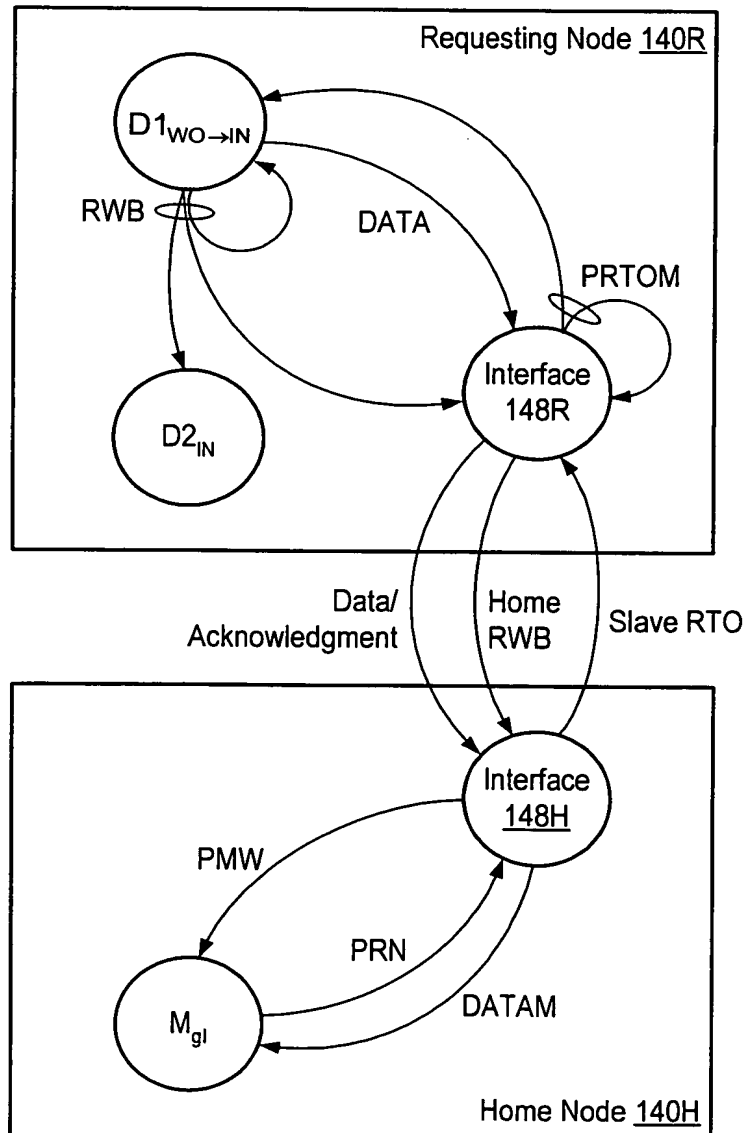 Requesting Node 140R
D1WO→IN
RWB
DATA
PRTOM
Interface
148R
D2IN
Data/
Acknowledgment
Home
RWB
Slave RTO
Interface
148H
PMW
PRN
DATAM
Mgl
Home Node 140H